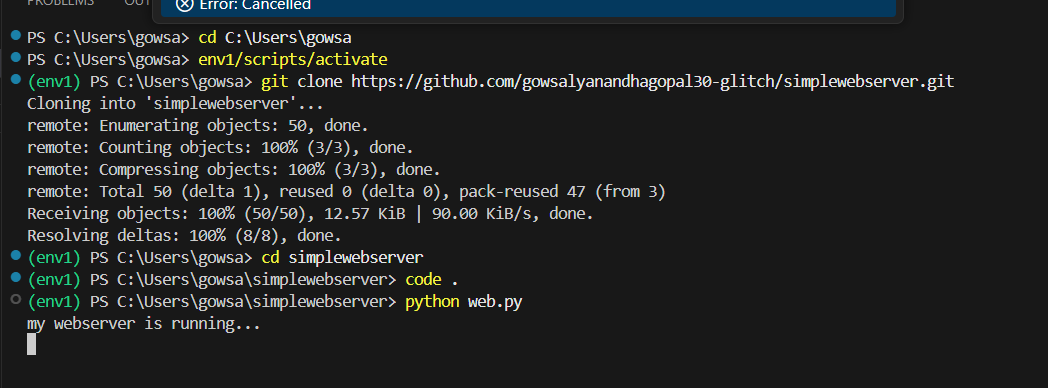 PROBLEMS OUT
Error: Cancelled
PS C:\Users\gowsa> cd C:\Users\gowsa
PS C:\Users\gowsa> env1/scripts/activate
(env1) PS C:\Users\gowsa> git clone https://github.com/gowsalyanandhagopal30-glitch/simplewebserver.git
Cloning into 'simplewebserver'...
remote: Enumerating objects: 50, done.
remote: Counting objects: 100% (3/3), done.
remote: Compressing objects: 100% (3/3), done.
remote: Total 50 (delta 1), reused 0 (delta 0), pack-reused 47 (from 3)
Receiving objects: 100% (50/50), 12.57 KiB | 90.00 KiB/s, done.
Resolving deltas: 100% (8/8), done.
(env1) PS C:\Users\gowsa> cd simplewebserver
(env1) PS C:\Users\gowsa\simplewebserver> code .
(env1) PS C:\Users\gowsa\simplewebserver> python web.py
my webserver is running...